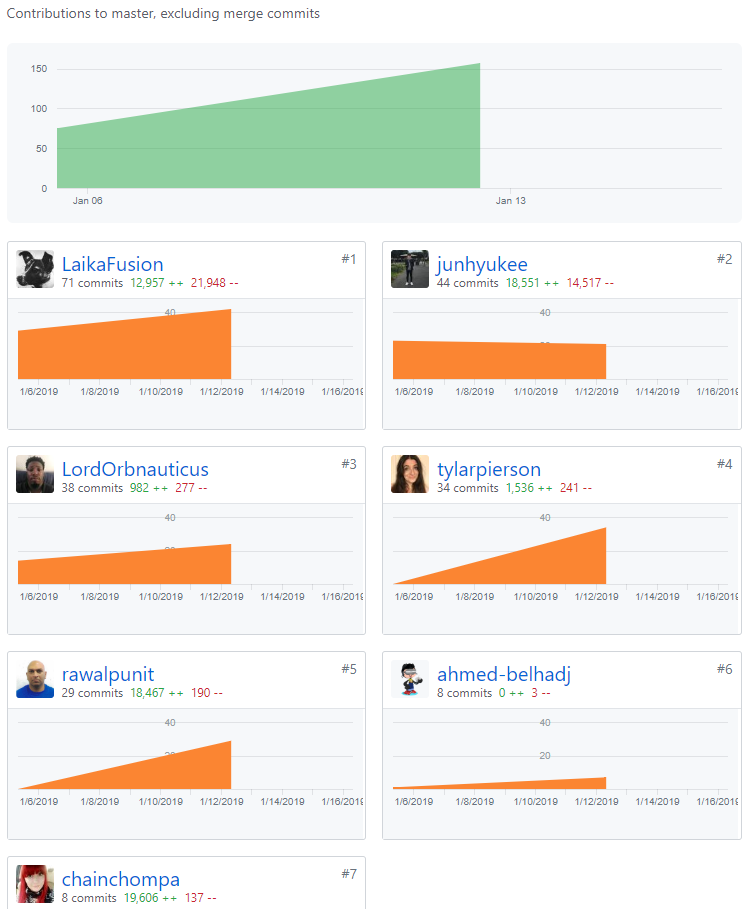 Contributions to master, excluding merge commits
150
100
50
0
Jan 06 Jan 13
LaikaFusion #1
71 commits 12,957 ++ 21,948 --
40
1/6/2019 1/8/2019 1/10/2019 1/12/2019 1/14/2019 1/16/2019
junhyukee #2
44 commits 18,551 ++ 14,517 --
40
1/6/2019 1/8/2019 1/10/2019 1/12/2019 1/14/2019 1/16/2019
LordOrbnauticus #3
38 commits 982 ++ 277 --
40
1/6/2019 1/8/2019 1/10/2019 1/12/2019 1/14/2019 1/16/2019
tylarpierson #4
34 commits 1,536 ++ 241 --
40
1/6/2019 1/8/2019 1/10/2019 1/12/2019 1/14/2019 1/16/2019
rawalpunit #5
29 commits 18,467 ++ 190 --
40
1/6/2019 1/8/2019 1/10/2019 1/12/2019 1/14/2019 1/16/2019
ahmed-belhadj #6
8 commits 0 ++ 3 --
40
20
1/6/2019 1/8/2019 1/10/2019 1/12/2019 1/14/2019 1/16/2019
chainchompa #7
8 commits 19,606 ++ 137 --